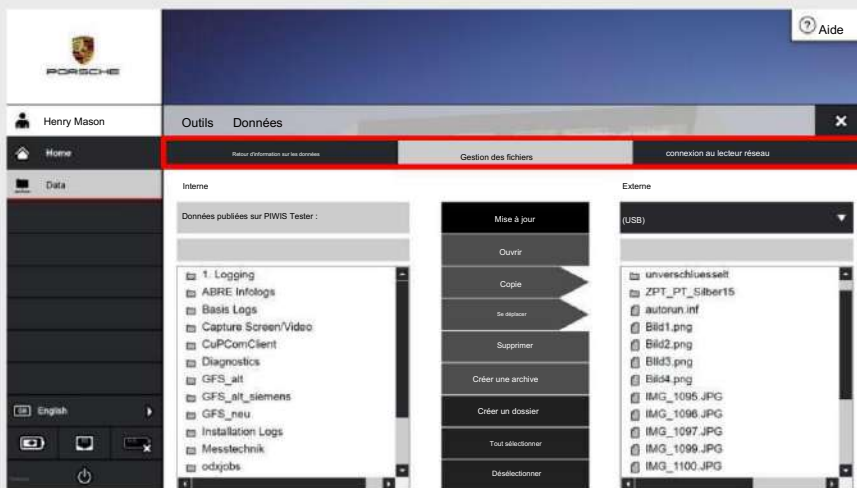 Aide
PORSCHE
Henry Mason
Outils Données
Home
Retour d'information sur les données
Gestion des fichiers
connexion au lecteur réseau
Data
Interne
Externe
Données publiées sur PIWIS Tester :
Mise à jour
(USB)
Ouvrir
Copie
Se déplacer
Supprimer
Créer une archive
Créer un dossier
Tout sélectionner
Désélectionner
1. Logging
ABRE Infologs
Basis Logs
Capture Screen/Video
CuPComClient
Diagnostics
GFS_alt
GFS_alt_siemens
GFS_neu
Installation Logs
Messtechnik
odxjobs
unverschluesselt
ZPT_PT_Silber15
autorun.inf
Bild1.png
Bild2.png
Bild3.png
Bild4.png
IMG_1095.JPG
IMG_1096.JPG
IMG_1097.JPG
IMG_1099.JPG
IMG_1100.JPG
GB English